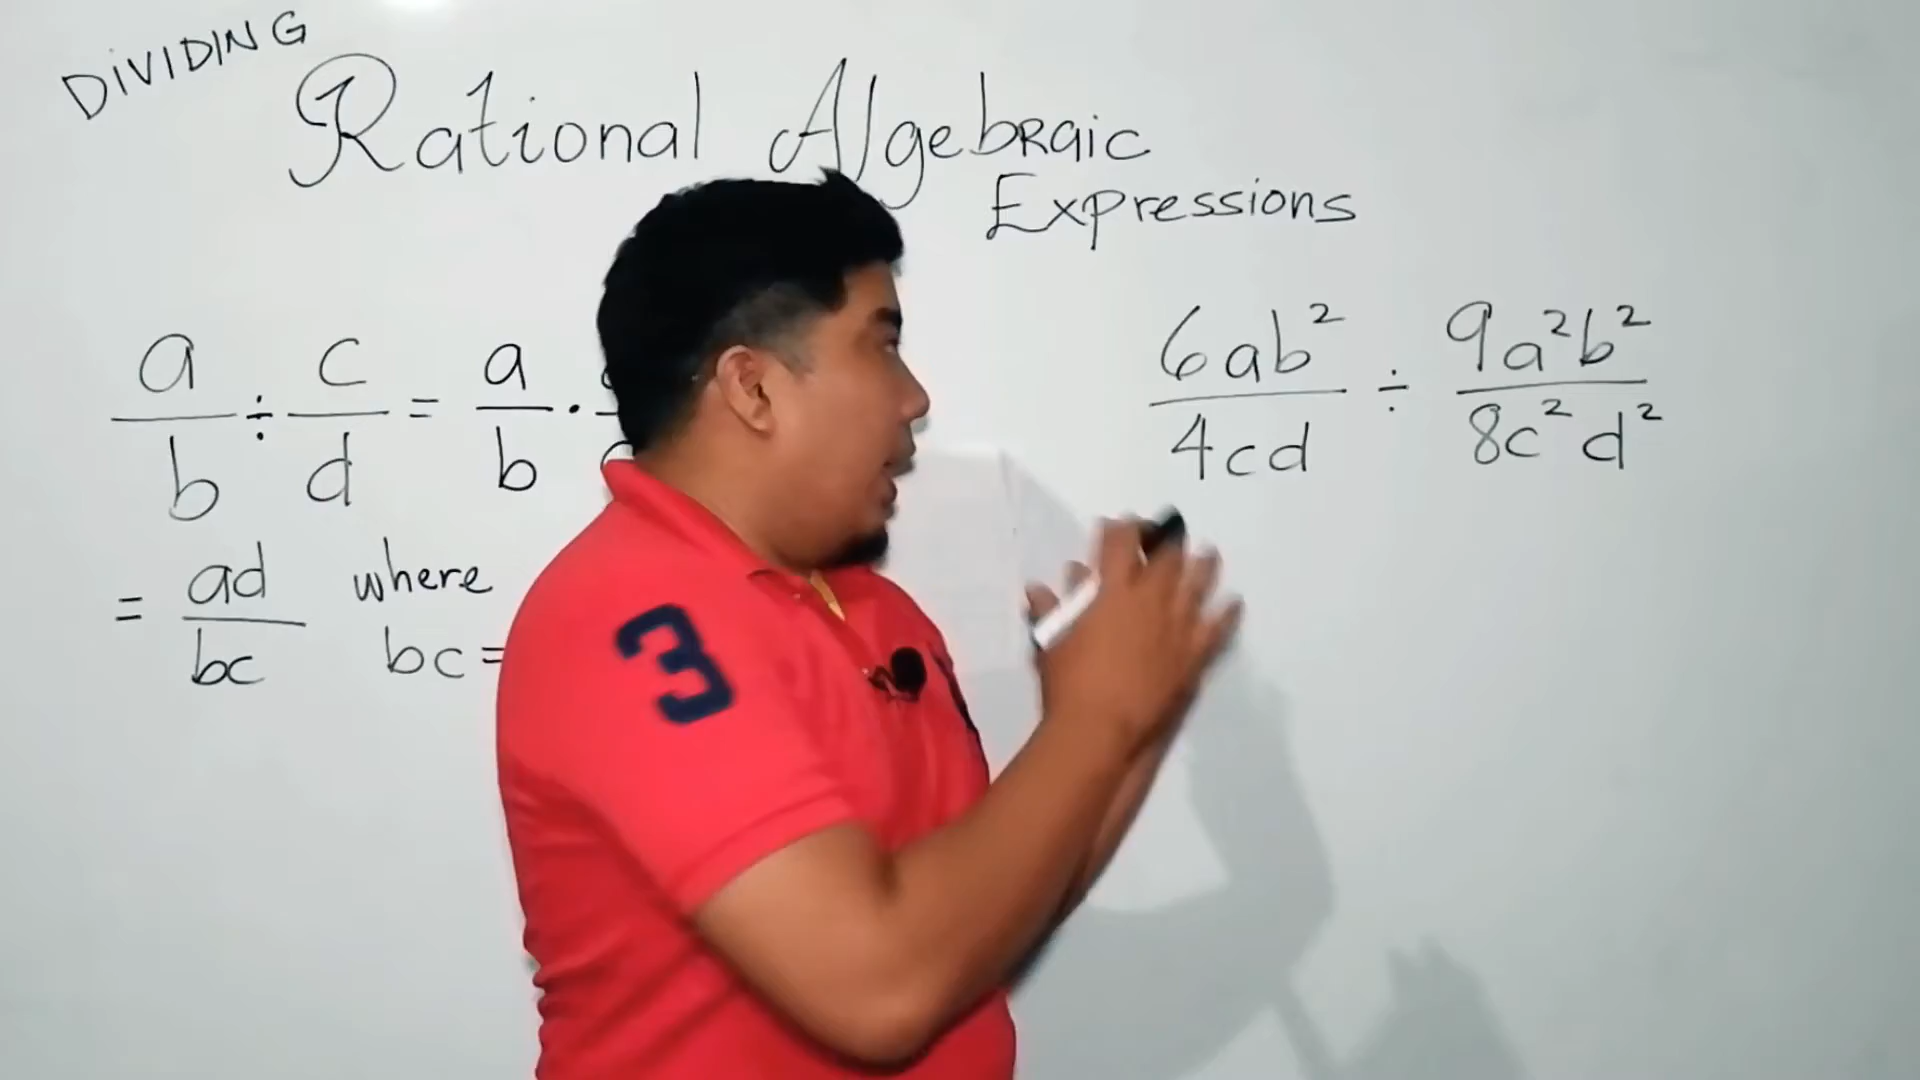 DiViDiNG
Rational Algebraic
Expressions
a/b ÷ c/d = a/b ·
= ad/bc where
bc =
6ab²/4cd ÷ 9a²b²/8c²d²
3